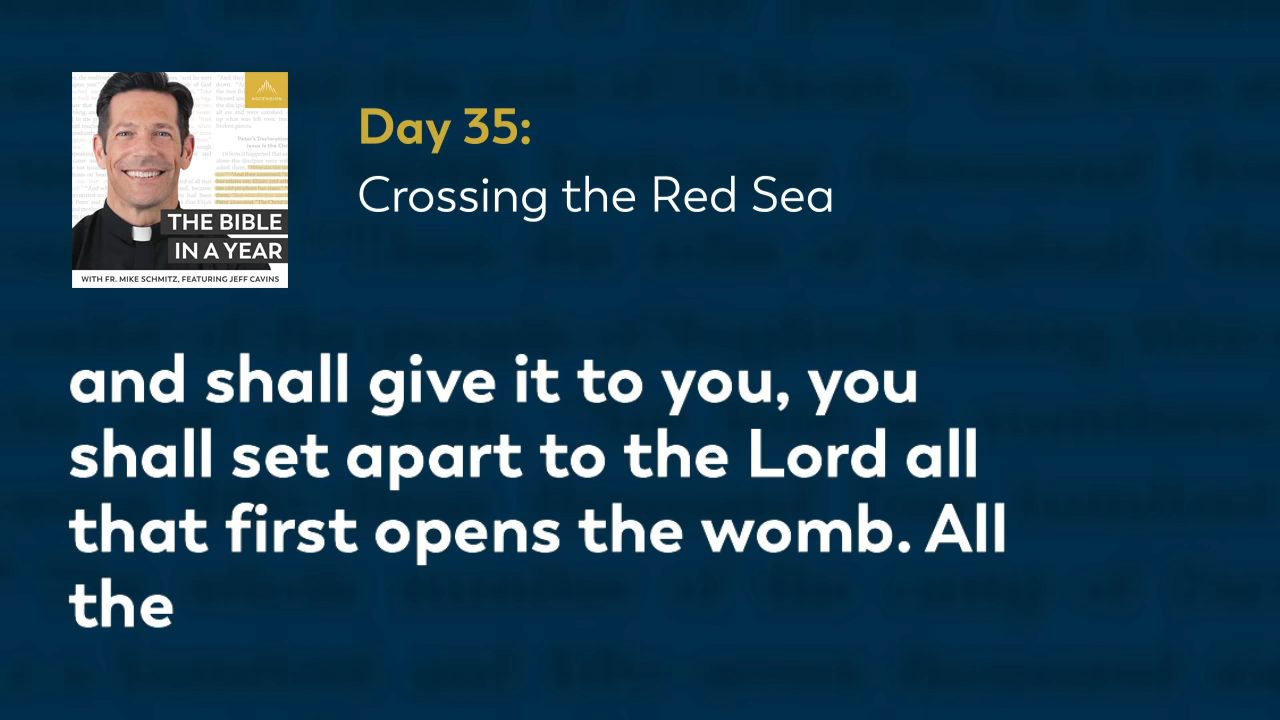 ASCENSION
Day 35:
Crossing the Red Sea
THE BIBLE
IN A YEAR
WITH FR. MIKE SCHMITZ, FEATURING JEFF CAVINS
and shall give it to you, you
shall set apart to the Lord all
that first opens the womb. All
the